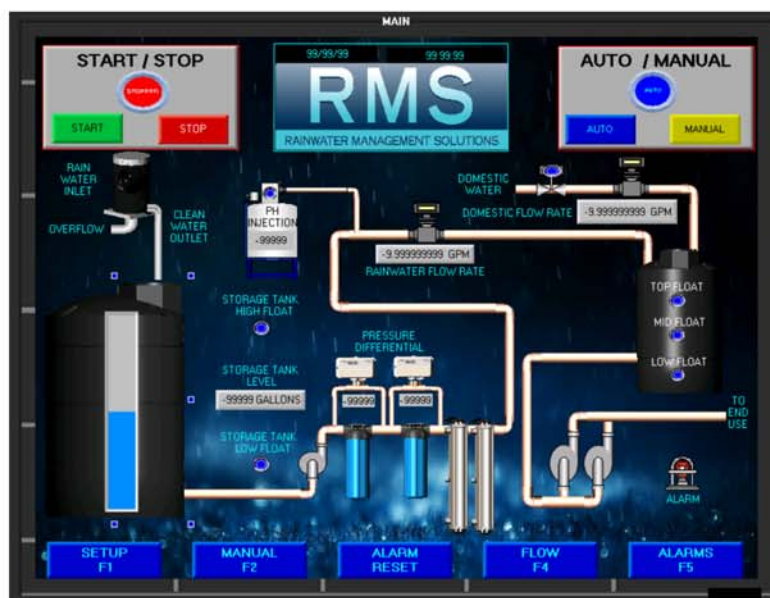 MAIN
START / STOP
STOPPED
START
STOP
99/99/99
99:99:99
RMS
RAINWATER MANAGEMENT SOLUTIONS
AUTO / MANUAL
AUTO
AUTO
MANUAL
RAIN
WATER
INLET
OVERFLOW
CLEAN
WATER
OUTLET
PH
INJECTION
-99999
DOMESTIC
WATER
DOMESTIC FLOW RATE
-9.999999999 GPM
-9.999999999 GPM
RAINWATER FLOW RATE
STORAGE TANK
HIGH FLOAT
PRESSURE
DIFFERENTIAL
-99999
-99999
STORAGE TANK
LEVEL
-99999 GALLONS
STORAGE TANK
LOW FLOAT
TOP FLOAT
MID FLOAT
LOW FLOAT
TO
END
USE
ALARM
SETUP
F1
MANUAL
F2
ALARM
RESET
FLOW
F4
ALARMS
F5